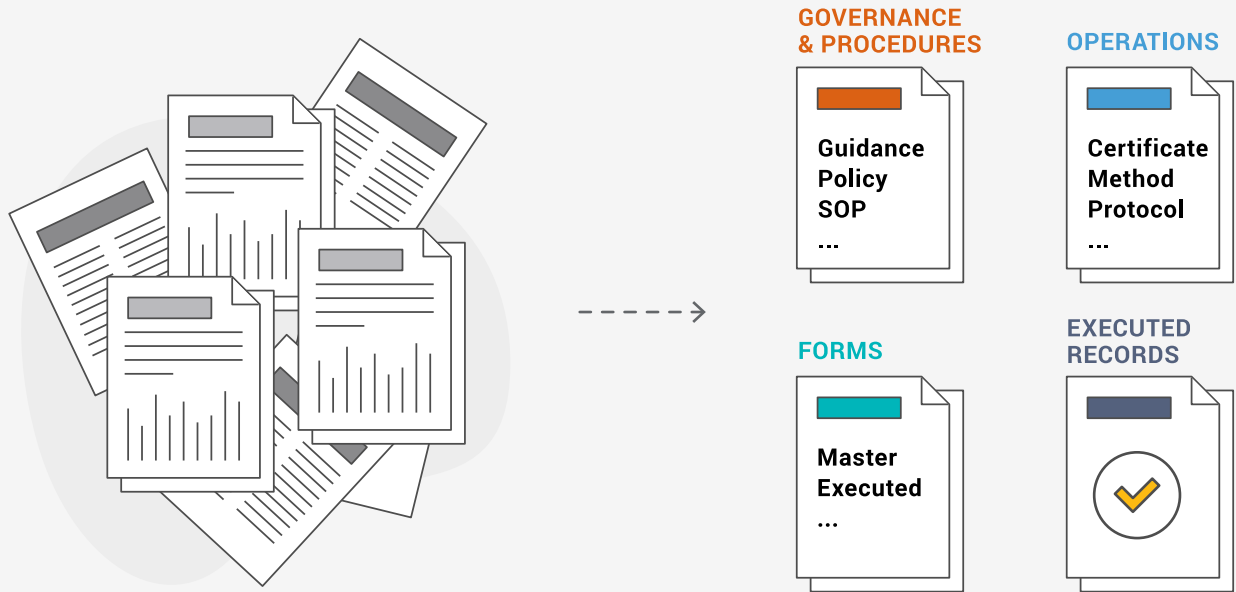 GOVERNANCE
& PROCEDURES
Guidance
Policy
SOP
...
OPERATIONS
Certificate
Method
Protocol
...
FORMS
Master
Executed
...
EXECUTED
RECORDS